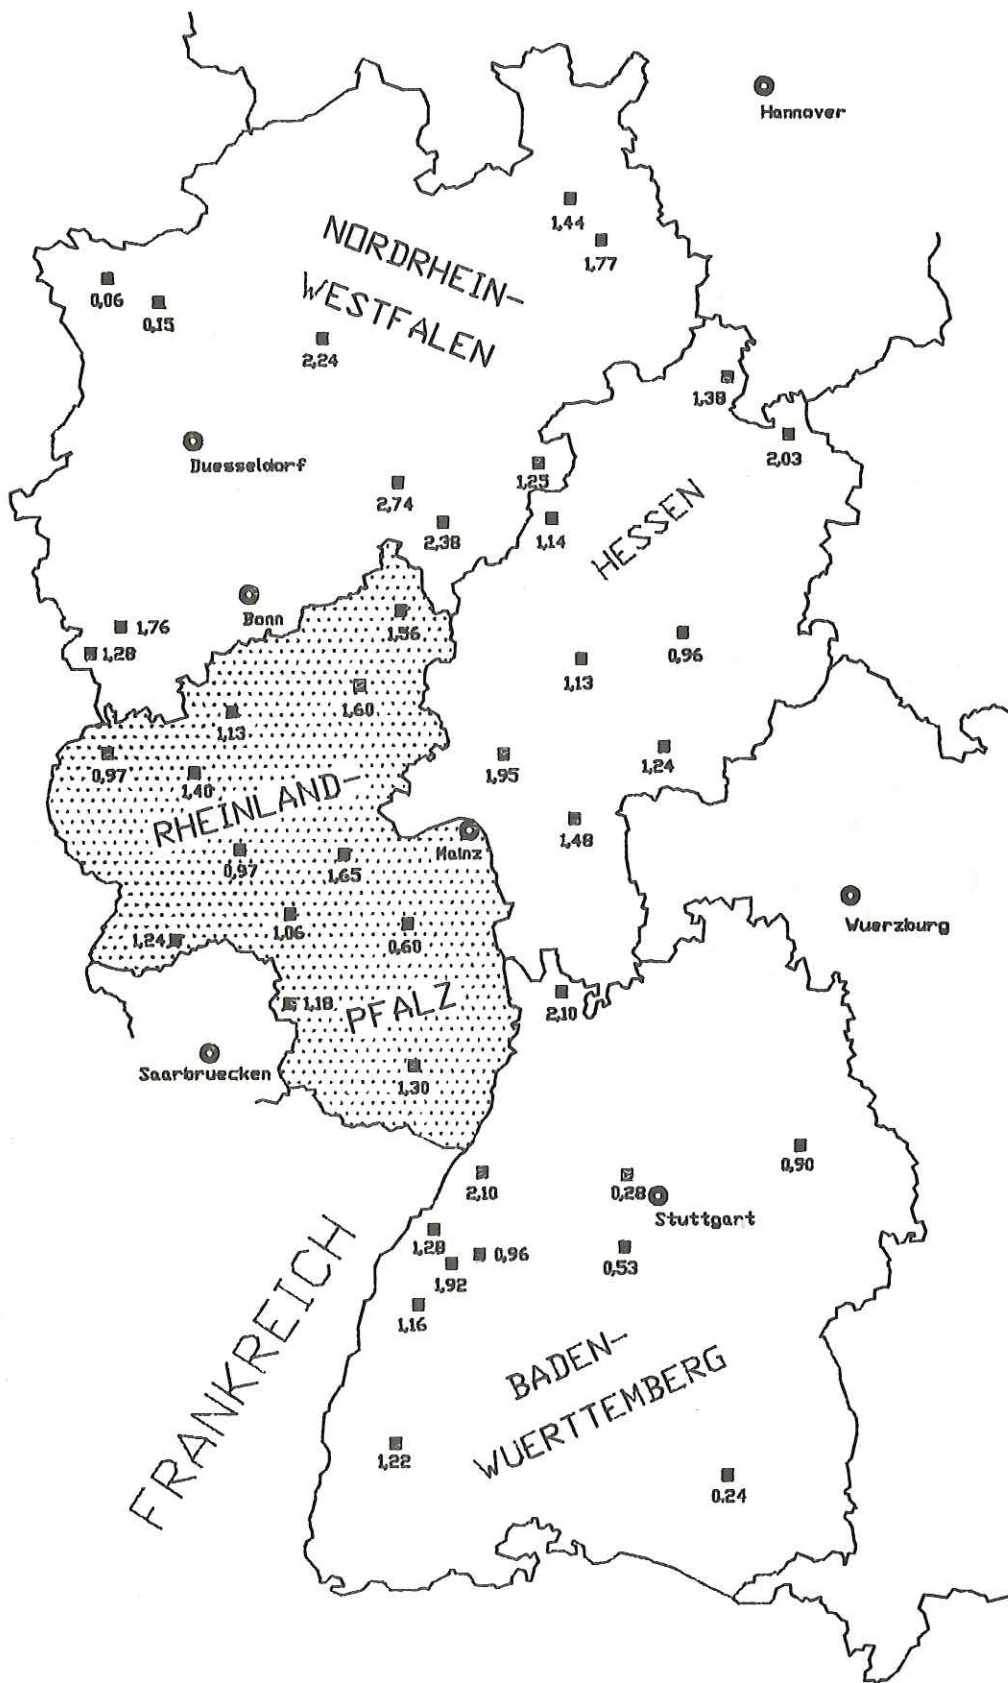 Hannover
1,44
NORDRHEIN-
WESTFALEN
1,77
0,06
0,15
2,24
1,38
Duesseldorf
2,03
1,25
2,74
HESSEN
2,38
1,14
Bonn
1,56
1,76
1,28
0,96
1,13
1,60
1,13
0,97
1,40
1,95
1,24
RHEINLAND-
1,48
Mainz
0,97
1,65
Wuerzburg
1,06
0,60
1,24
1,18
PFALZ
2,10
Saarbruecken
1,30
0,90
2,10
0,28
Stuttgart
1,28
0,96
0,53
1,92
1,16
FRANKREICH
BADEN-
WUERTTEMBERG
1,22
0,24